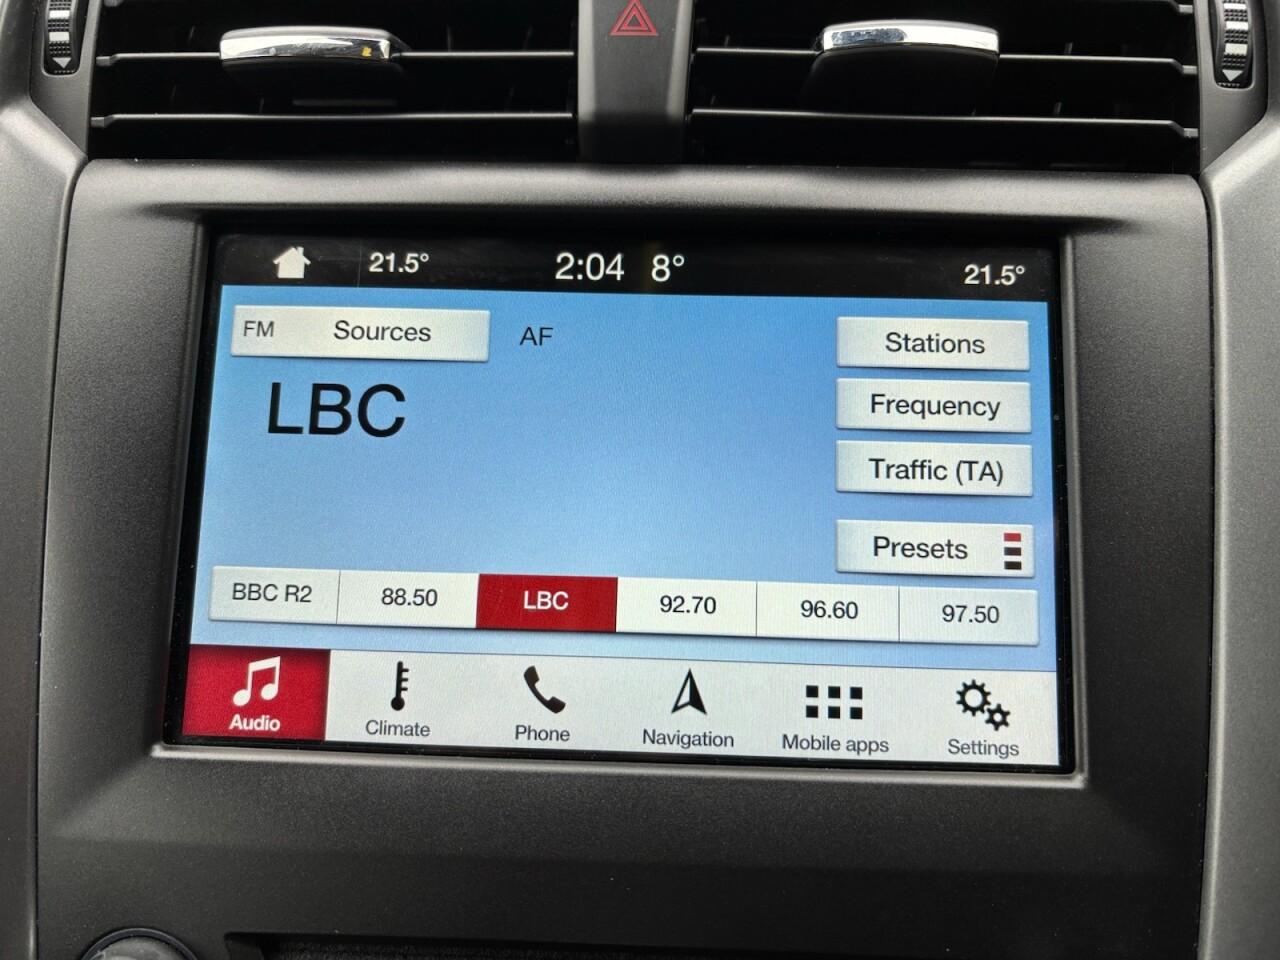 21.5° 2:04 8° 21.5°
FM Sources AF
Stations
LBC
Frequency
Traffic (TA)
Presets
BBC R2 88.50 LBC 92.70 96.60 97.50
Audio Climate Phone Navigation Mobile apps Settings